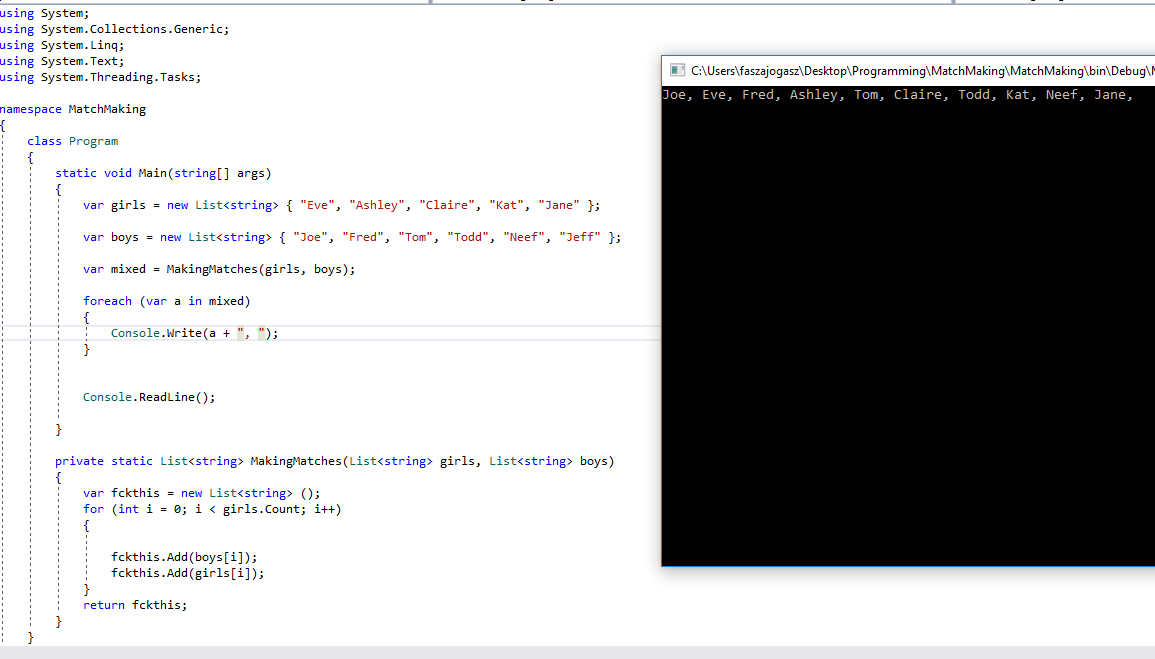 using System;
using System.Collections.Generic;
using System.Linq;
using System.Text;
using System.Threading.Tasks;
namespace MatchMaking
{
class Program
{
static void Main(string[] args)
{
var girls = new List<string> { "Eve", "Ashley", "Claire", "Kat", "Jane" };
var boys = new List<string> { "Joe", "Fred", "Tom", "Todd", "Neef", "Jeff" };
var mixed = MakingMatches(girls, boys);
foreach (var a in mixed)
{
Console.Write(a + ", ");
}
Console.ReadLine();
}
private static List<string> MakingMatches(List<string> girls, List<string> boys)
{
var fckthis = new List<string> ();
for (int i = 0; i < girls.Count; i++)
{
fckthis.Add(boys[i]);
fckthis.Add(girls[i]);
}
return fckthis;
}
}
C:\Users\faszajogasz\Desktop\Programming\MatchMaking\MatchMaking\bin\Debug\
Joe, Eve, Fred, Ashley, Tom, Claire, Todd, Kat, Neef, Jane,